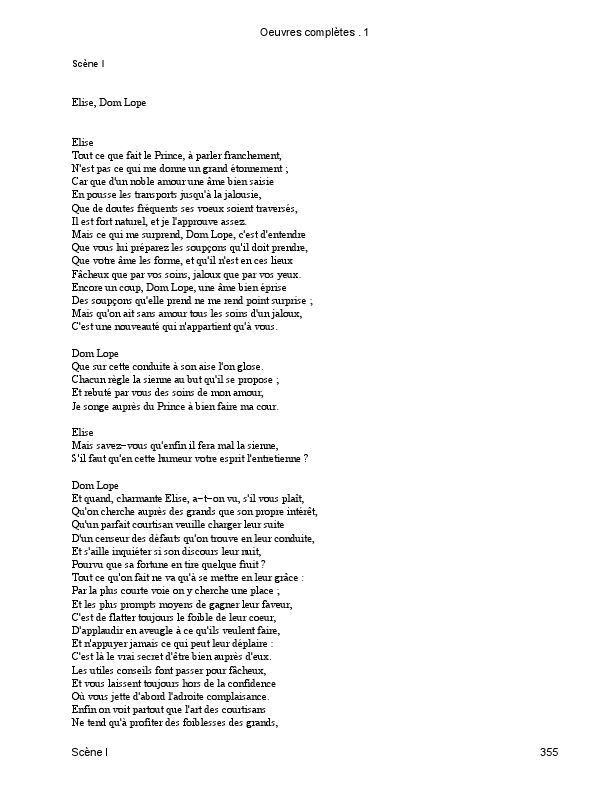 Oeuvres complètes . 1
Scène I
Elise, Dom Lope
Elise
Tout ce que fait le Prince, à parler franchement,
N'est pas ce qui me donne un grand étonnement ;
Car que d'un noble amour une âme bien saisie
En pousse les transports jusqu'à la jalousie,
Que de doutes fréquents ses voeux soient traversés,
Il est fort naturel, et je l'approuve assez.
Mais ce qui me surprend, Dom Lope, c'est d'entendre
Que vous lui préparez les soupçons qu'il doit prendre,
Que votre âme les forme, et qu'il n'est en ces lieux
Fâcheux que par vos soins, jaloux que par vos yeux.
Encore un coup, Dom Lope, une âme bien éprise
Des soupçons qu'elle prend ne me rend point surprise ;
Mais qu'on ait sans amour tous les soins d'un jaloux,
C'est une nouveauté qui n'appartient qu'à vous.
Dom Lope
Que sur cette conduite à son aise l'on glose.
Chacun règle la sienne au but qu'il se propose ;
Et rebuté par vous des soins de mon amour,
Je songe auprès du Prince à bien faire ma cour.
Elise
Mais savez−vous qu'enfin il fera mal la sienne,
S'il faut qu'en cette humeur votre esprit l'entretienne ?
Dom Lope
Et quand, charmante Elise, a−t−on vu, s'il vous plaît,
Qu'on cherche auprès des grands que son propre intérêt,
Qu'un parfait courtisan veuille charger leur suite
D'un censeur des défauts qu'on trouve en leur conduite,
Et s'aille inquiéter si son discours leur nuit,
Pourvu que sa fortune en tire quelque fruit ?
Tout ce qu'on fait ne va qu'à se mettre en leur grâce :
Par la plus courte voie on y cherche une place ;
Et les plus prompts moyens de gagner leur faveur,
C'est de flatter toujours le foible de leur coeur,
D'applaudir en aveugle à ce qu'ils veulent faire,
Et n'appuyer jamais ce qui peut leur déplaire :
C'est là le vrai secret d'être bien auprès d'eux.
Les utiles conseils font passer pour fâcheux,
Et vous laissent toujours hors de la confidence
Où vous jette d'abord l'adroite complaisance.
Enfin on voit partout que l'art des courtisans
Ne tend qu'à profiter des foiblesses des grands,
Scène I 355